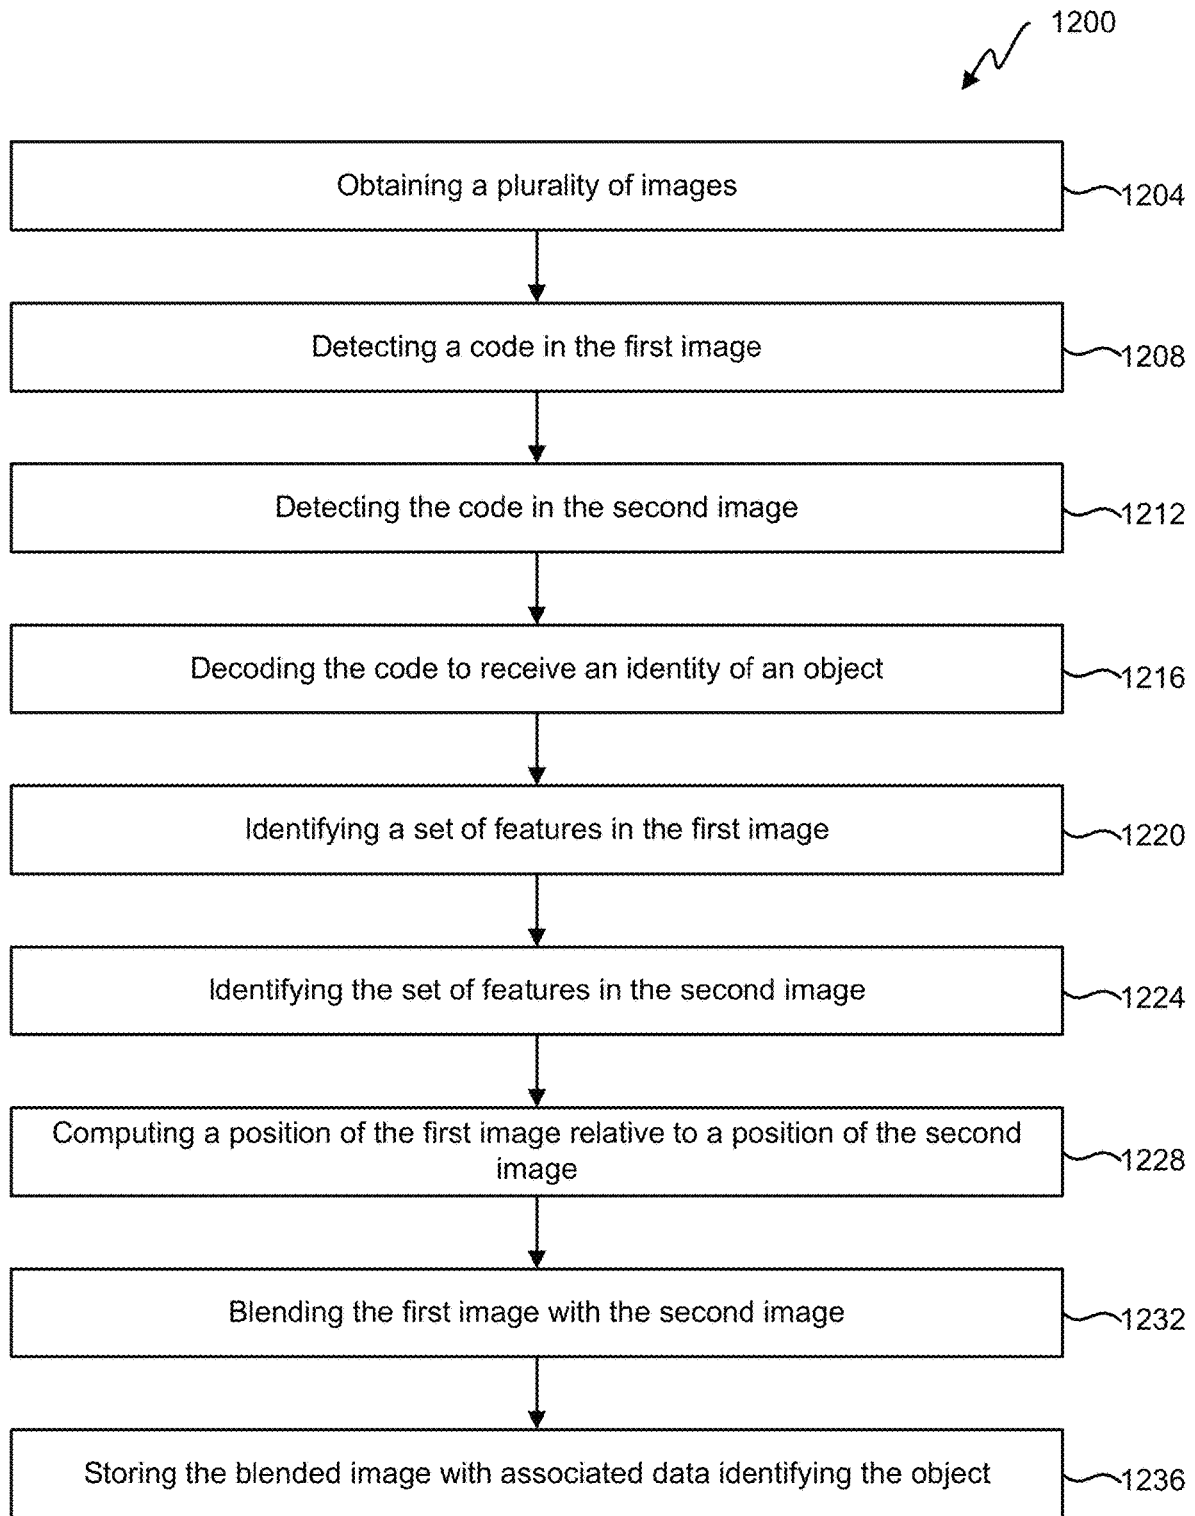 1200
Obtaining a plurality of images
1204
Detecting a code in the first image
1208
Detecting the code in the second image
1212
Decoding the code to receive an identity of an object
1216
Identifying a set of features in the first image
1220
Identifying the set of features in the second image
1224
Computing a position of the first image relative to a position of the second
image
1228
Blending the first image with the second image
1232
Storing the blended image with associated data identifying the object
1236